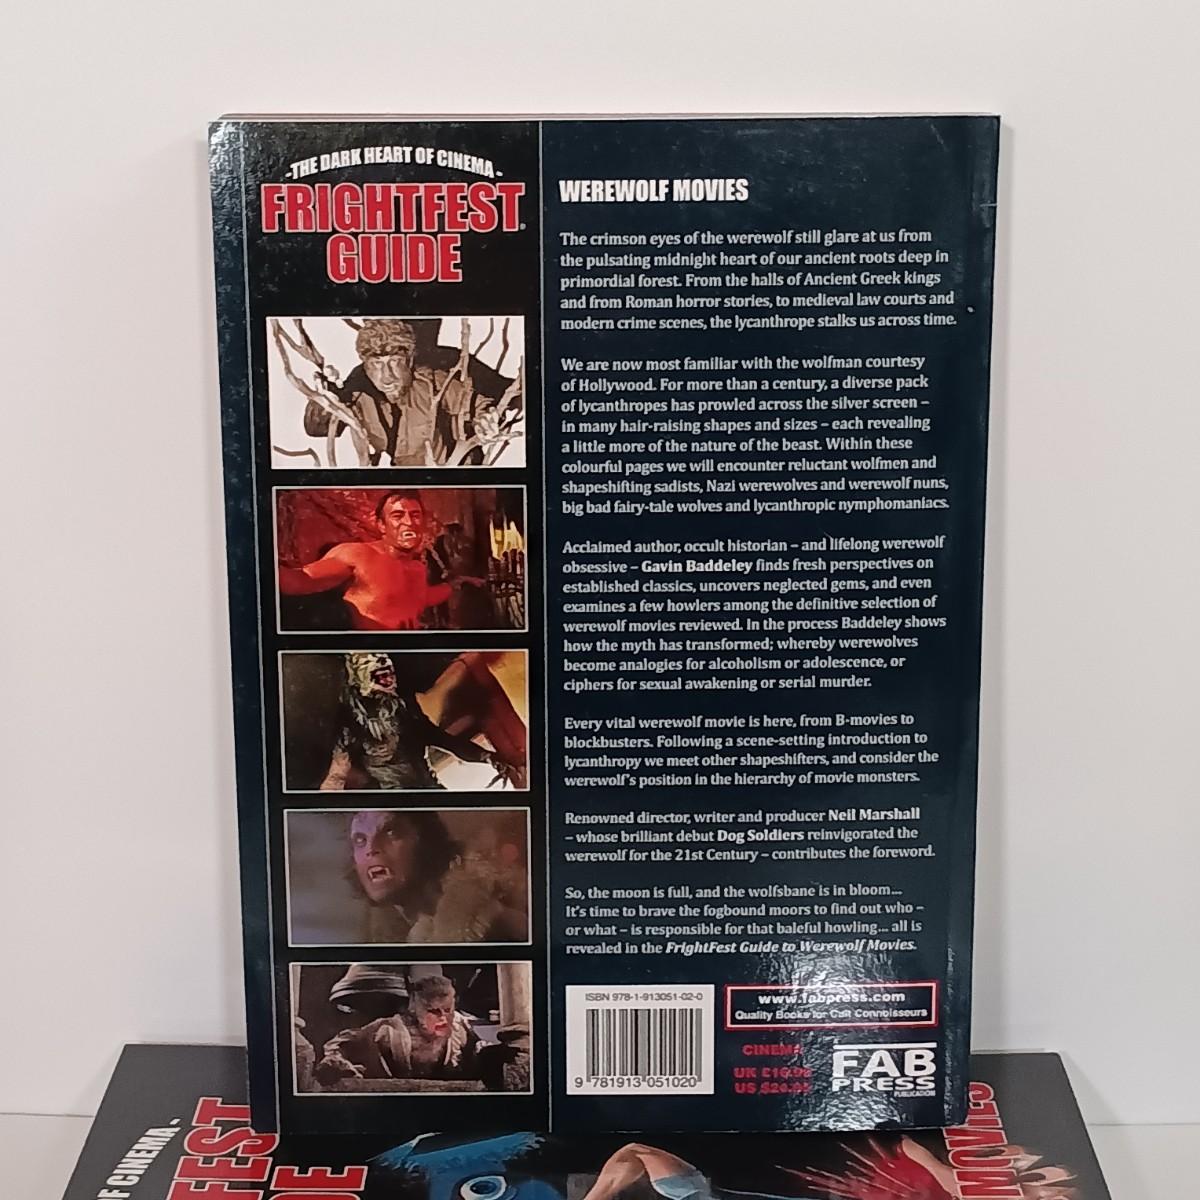 -THE DARK HEART OF CINEMA-
FRIGHTFEST
GUIDE
WEREWOLF MOVIES
The crimson eyes of the werewolf still glare at us from
the pulsating midnight heart of our ancient roots deep in
primordial forest. From the halls of Ancient Greek kings
and from Roman horror stories, to medieval law courts and
modern crime scenes, the lycanthrope stalks us across time.
We are now most familiar with the wolfman courtesy
of Hollywood. For more than a century, a diverse pack
of lycanthropes has prowled across the silver screen –
in many hair-raising shapes and sizes – each revealing
a little more of the nature of the beast. Within these
colourful pages we will encounter reluctant wolfmen and
shapeshifting sadists, Nazi werewolves and werewolf nuns,
big bad fairy-tale wolves and lycanthropic nymphomaniacs.
Acclaimed author, occult historian – and lifelong werewolf
obsessive – Gavin Baddeley finds fresh perspectives on
established classics, uncovers neglected gems, and even
examines a few howlers among the definitive selection of
werewolf movies reviewed. In the process Baddeley shows
how the myth has transformed; whereby werewolves
become analogies for alcoholism or adolescence, or
ciphers for sexual awakening or serial murder.
Every vital werewolf movie is here, from B-movies to
blockbusters. Following a scene-setting introduction to
lycanthropy we meet other shapeshifters, and consider the
werewolf's position in the hierarchy of movie monsters.
Renowned director, writer and producer Neil Marshall
– whose brilliant debut Dog Soldiers reinvigorated the
werewolf for the 21st Century – contributes the foreword.
So, the moon is full, and the wolfsbane is in bloom...
It's time to brave the fogbound moors to find out who –
or what – is responsible for that baleful howling... all is
revealed in the FrightFest Guide to Werewolf Movies.
ISBN 978-1-913051-02-0
9 781913 051020
www.fabpress.com
Quality Books for Cult Connoisseurs
CINEMA
UK
US
FAB
PRESS
PUBLICATION
OF CINEMA -
FEST
DE
MOVIES